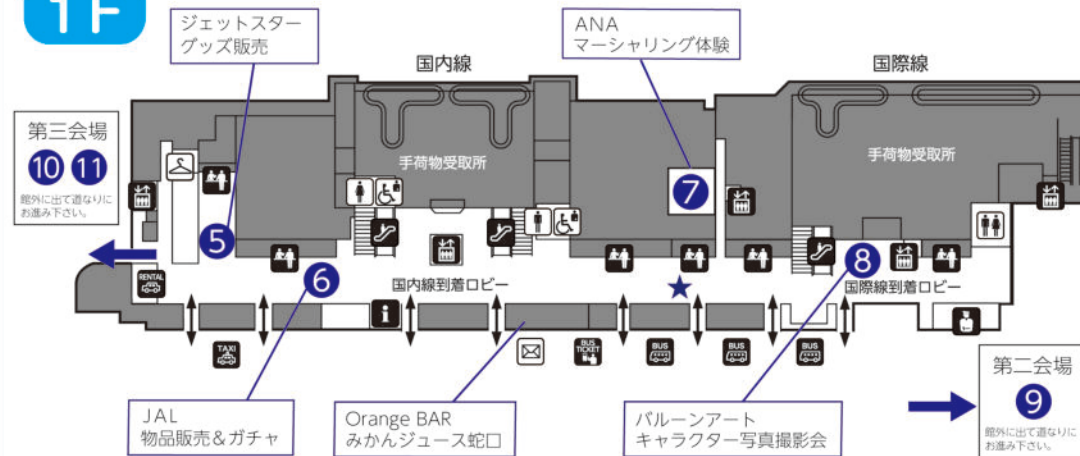 1F
ジェットスター
グッズ販売
ANA
マーシャリング体験
国内線
国際線
第三会場
10 11
館外に出て道なりに
お進み下さい。
手荷物受取所
手荷物受取所
7
5
RENTAL
6
国内線到着ロビー
8
国際線到着ロビー
i
TAXI
BUS TICKET
BUS
BUS
BUS
JAL
物品販売&ガチャ
Orange BAR
みかんジュース蛇口
バルーンアート
キャラクター写真撮影会
第二会場
9
館外に出て道なりに
お進み下さい。